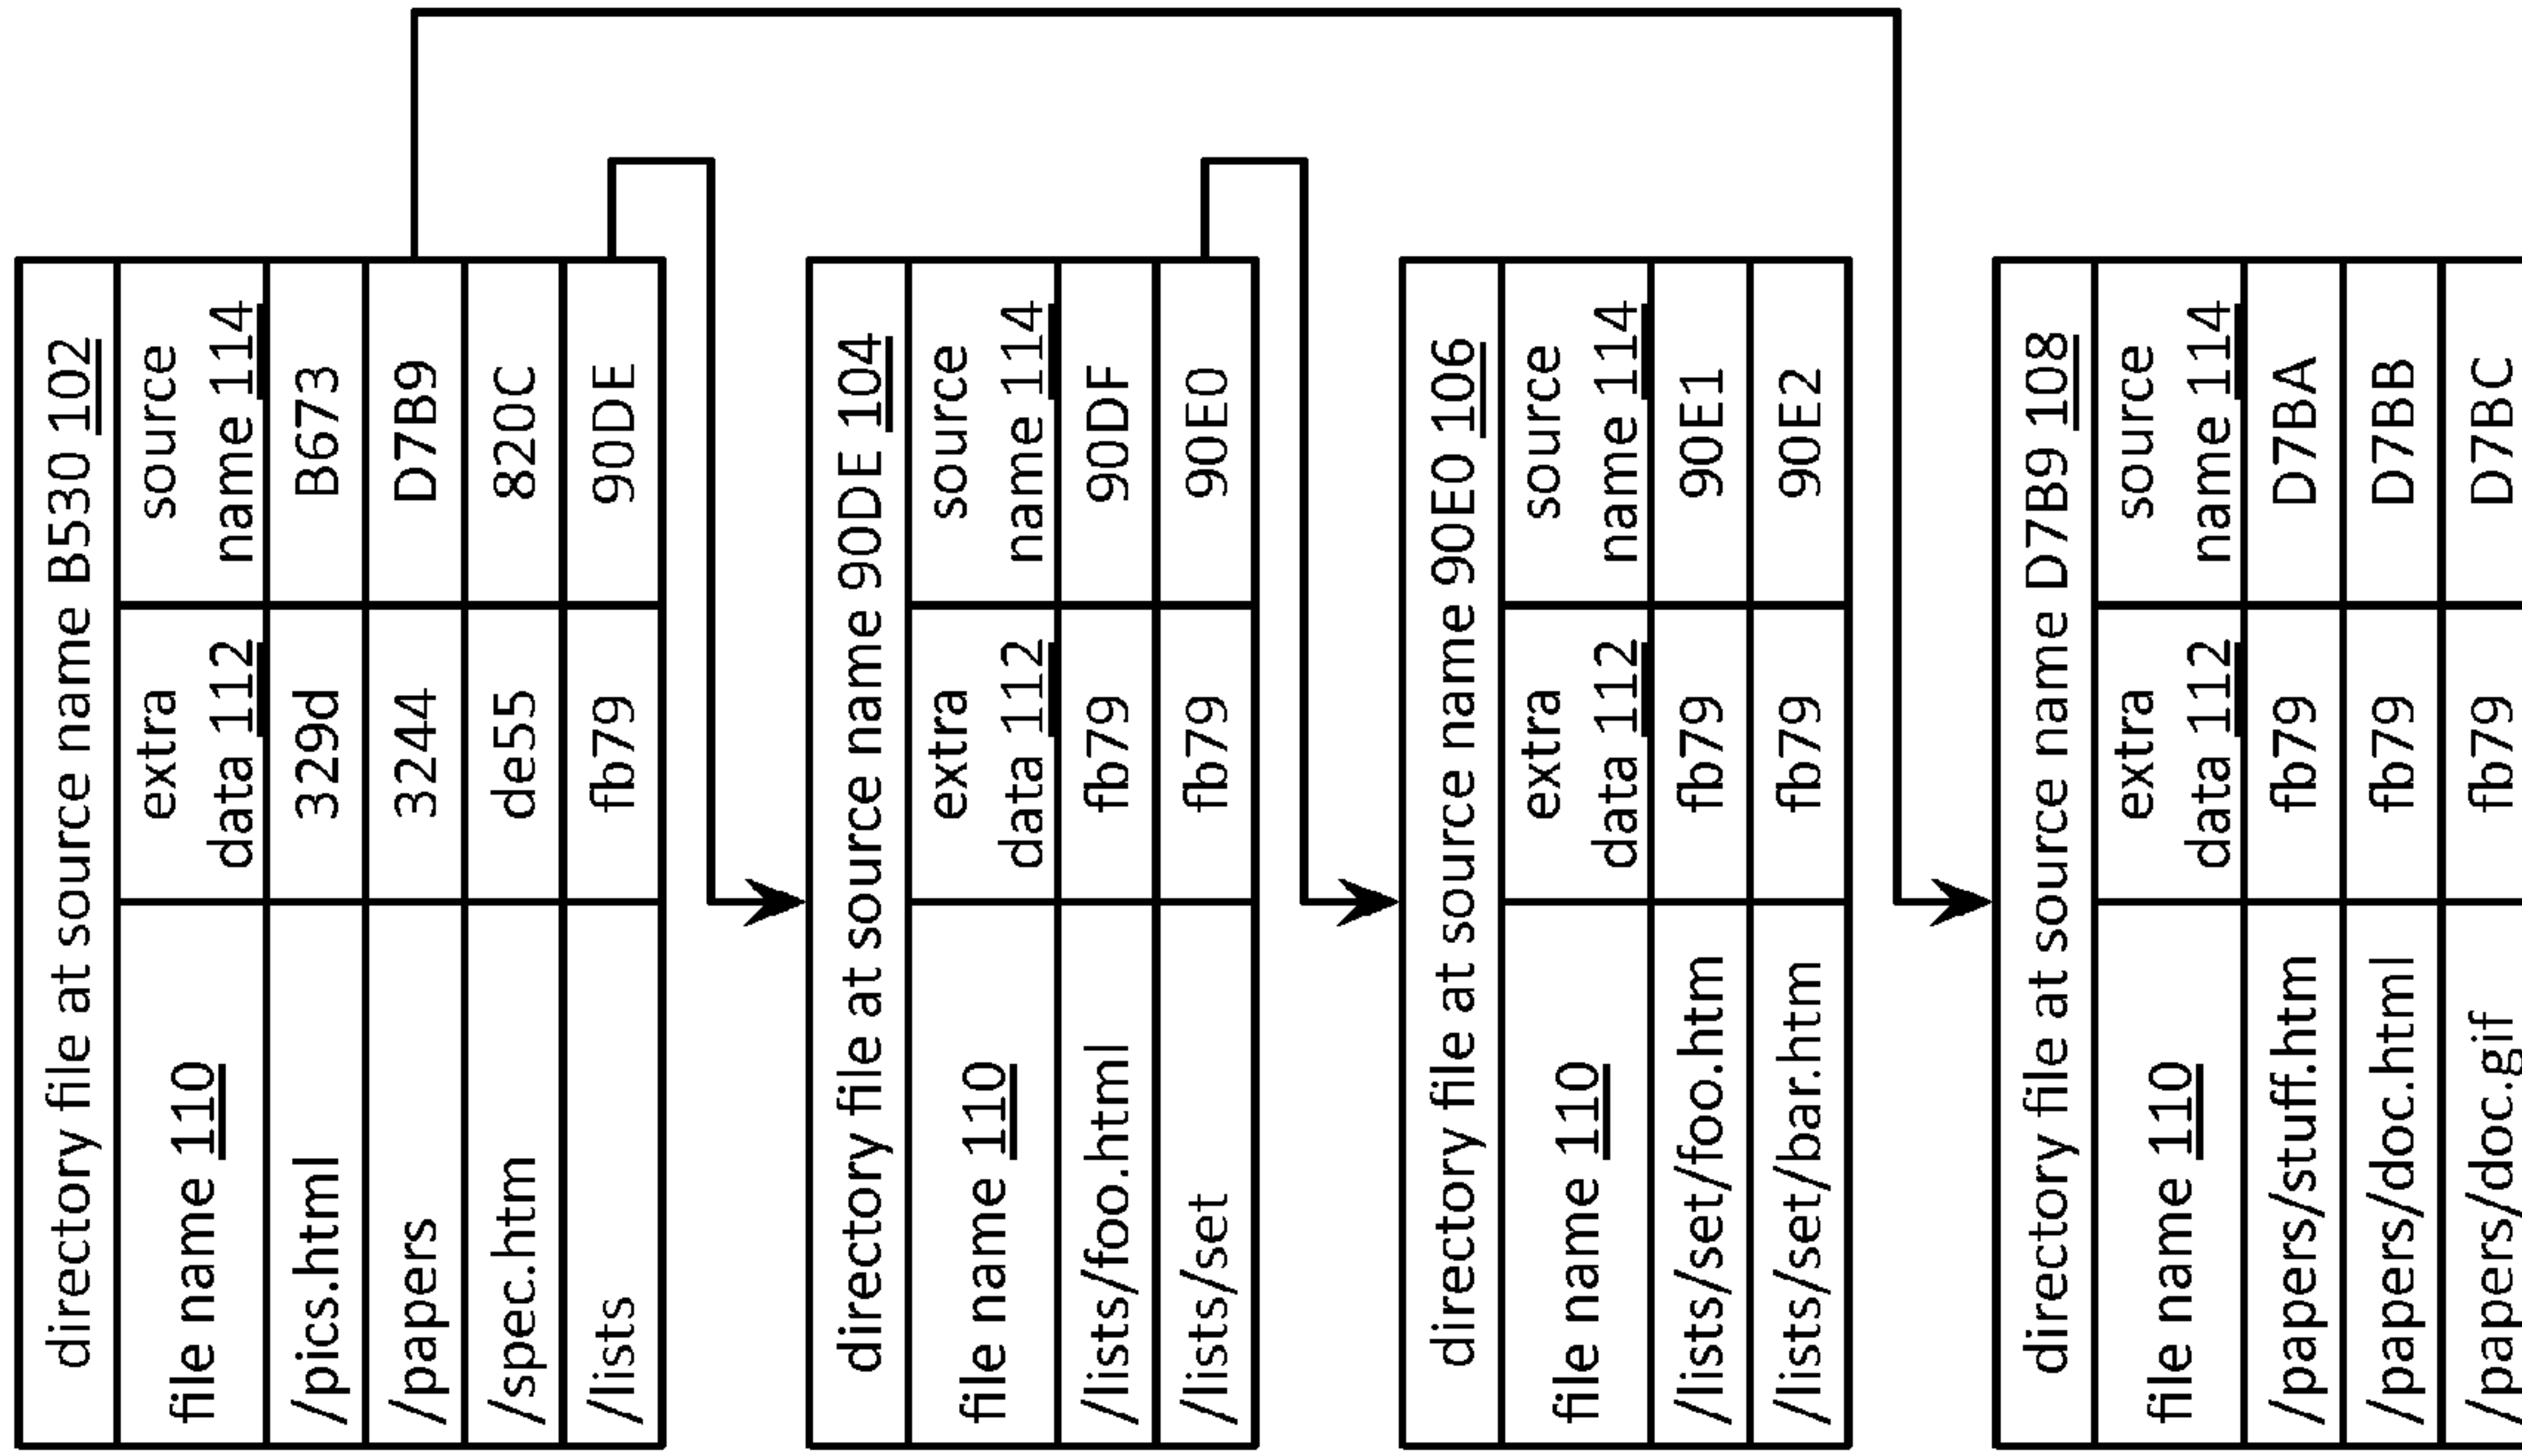 directory file at source name B530 102
file name 110
extra
data 112
source
name 114
/pics.html 329d B673
/papers 3244 D7B9
/spec.htm de55 820C
/lists fb79 90DE
directory file at source name 90DE 104
file name 110
extra
data 112
source
name 114
/lists/foo.html fb79 90DF
/lists/set fb79 90E0
directory file at source name 90E0 106
file name 110
extra
data 112
source
name 114
/lists/set/foo.htm fb79 90E1
/lists/set/bar.htm fb79 90E2
directory file at source name D7B9 108
file name 110
extra
data 112
source
name 114
/papers/stuff.htm fb79 D7BA
/papers/doc.html fb79 D7BB
/papers/doc.gif fb79 D7BC